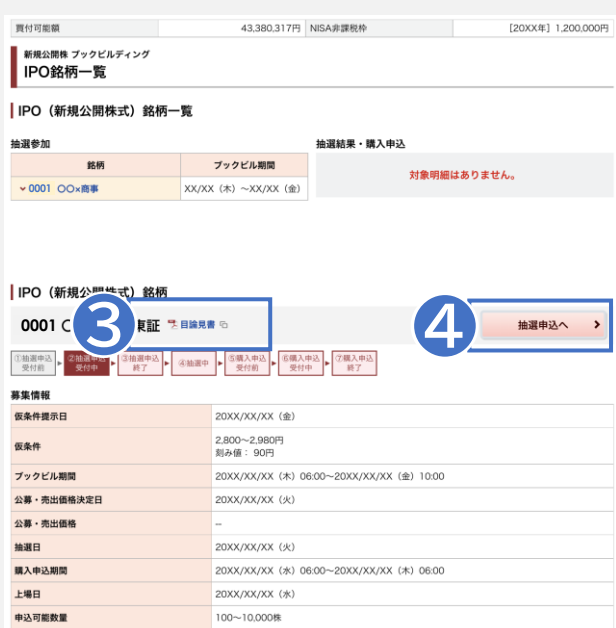 買付可能額 43,380,317円 NISA非課税枠 [20XX年] 1,200,000円
新規公開株 ブックビルディング
IPO銘柄一覧
IPO（新規公開株式）銘柄一覧
抽選参加 抽選結果・購入申込
銘柄 ブックビル期間
対象明細はありません。
0001 〇〇×商事 XX/XX（木）～XX/XX（金）
IPO（新規公開株式）銘柄
3 4
0001 東証 目論見書 抽選申込へ
①抽選申込受付前 ②抽選申込受付中 ③抽選申込終了 ④抽選中 ⑤購入申込受付前 ⑥購入申込受付中 ⑦購入申込終了
募集情報
仮条件提示日 20XX/XX/XX（金）
仮条件 2,800～2,980円
刻み値： 90円
ブックビル期間 20XX/XX/XX（木）06:00～20XX/XX/XX（金）10:00
公募・売出価格決定日 20XX/XX/XX（火）
公募・売出価格 –
抽選日 20XX/XX/XX（火）
購入申込期間 20XX/XX/XX（水）06:00～20XX/XX/XX（木）06:00
上場日 20XX/XX/XX（水）
申込可能数量 100～10,000株